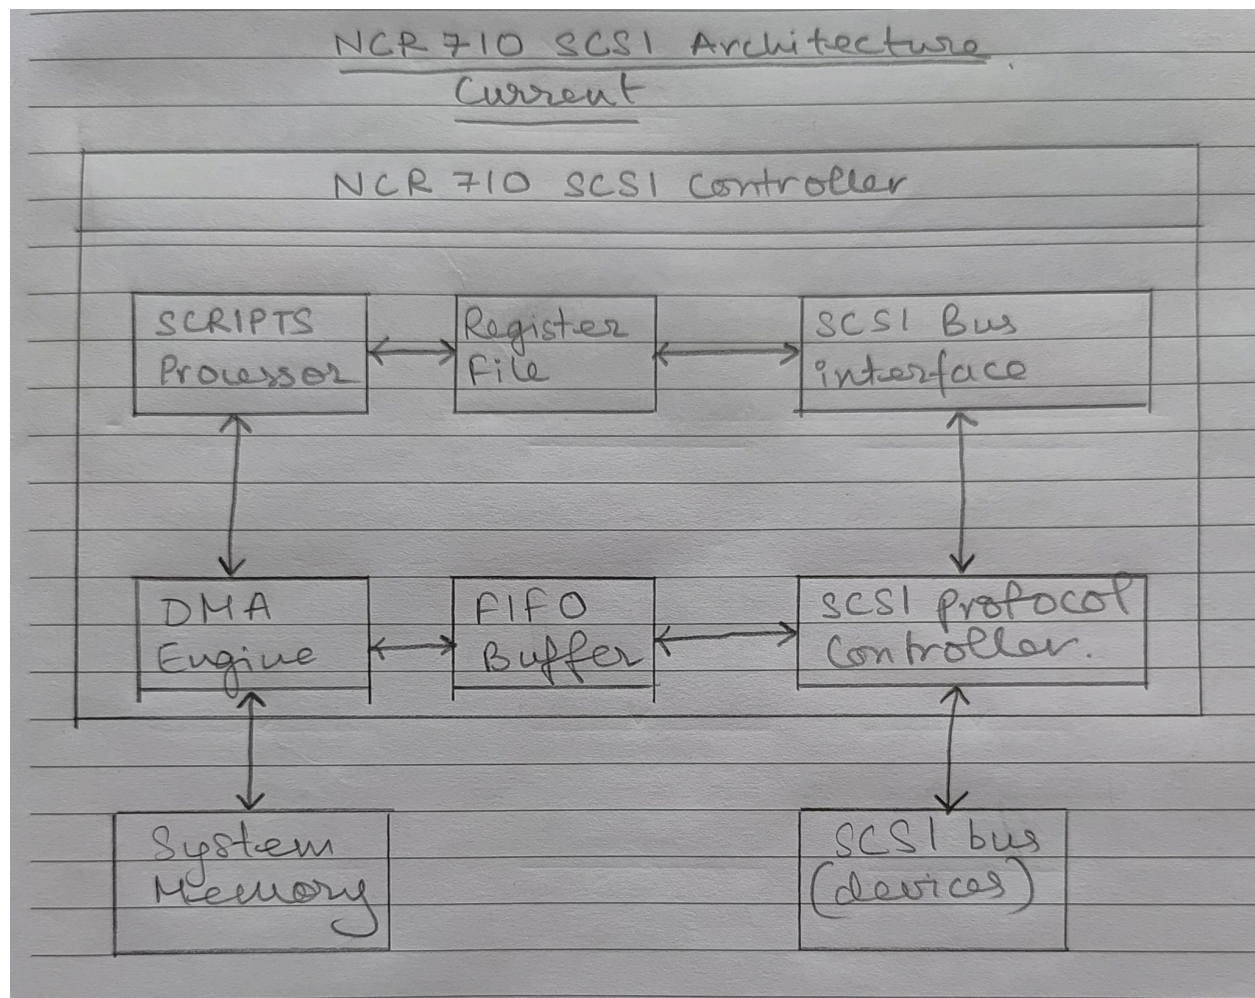 NCR 710 SCSI Architecture
Current
NCR 710 SCSI Controller
SCRIPTS
Processor
Register
File
SCSI Bus
interface
DMA
Engine
FIFO
Buffer
SCSI protocol
Controller.
System
Memory
SCSI bus
(devices)